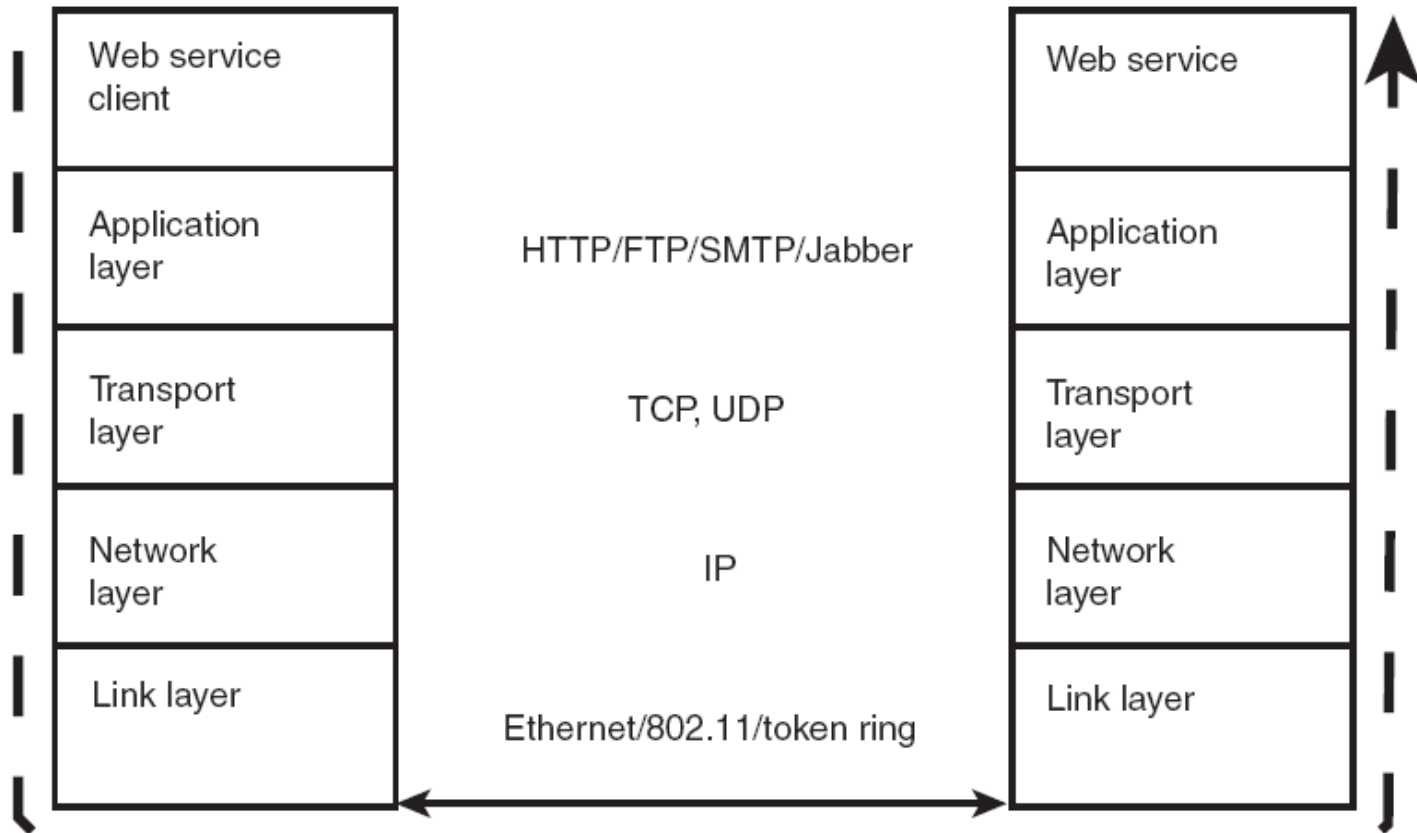 Web service
client
Web service
Application
layer
HTTP/FTP/SMTP/Jabber
Application
layer
Transport
layer
TCP, UDP
Transport
layer
Network
layer
IP
Network
layer
Link layer
Ethernet/802.11/token ring
Link layer